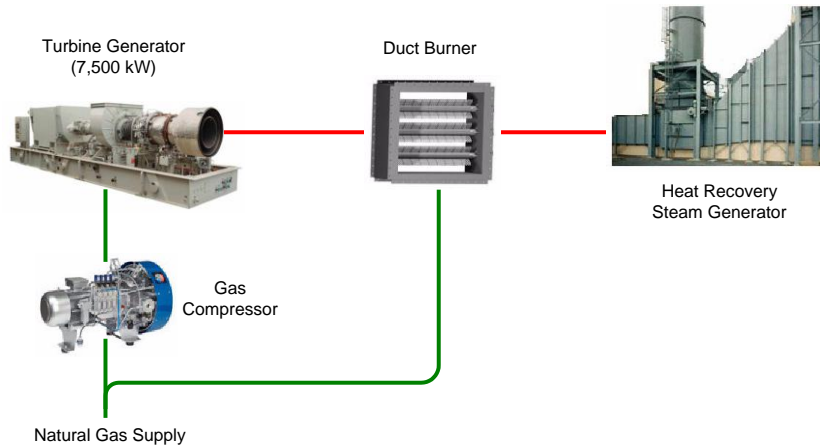 Turbine Generator
(7,500 kW)
Duct Burner
Heat Recovery
Steam Generator
Gas
Compressor
Natural Gas Supply